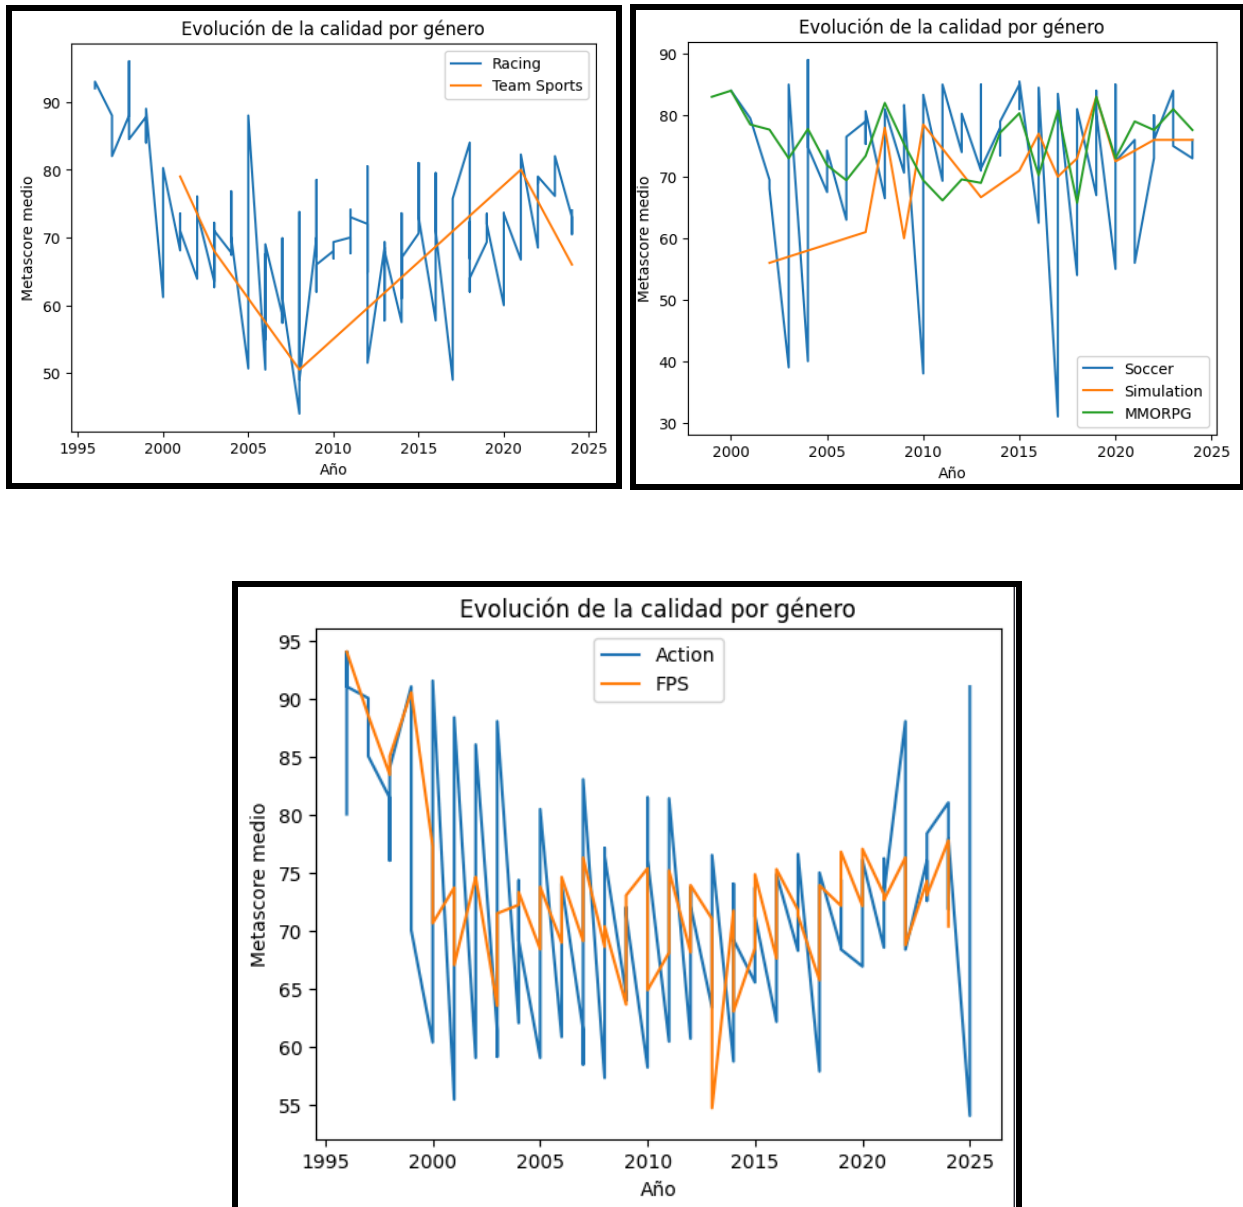 Evolución de la calidad por género
Racing
Team Sports
90
80
70
60
50
Metascore medio
1995 2000 2005 2010 2015 2020 2025
Año
Evolución de la calidad por género
90
80
70
60
50
40
30
Metascore medio
Soccer
Simulation
MMORPG
2000 2005 2010 2015 2020 2025
Año
Evolución de la calidad por género
Action
FPS
95
90
85
80
75
70
65
60
55
Metascore medio
1995 2000 2005 2010 2015 2020 2025
Año